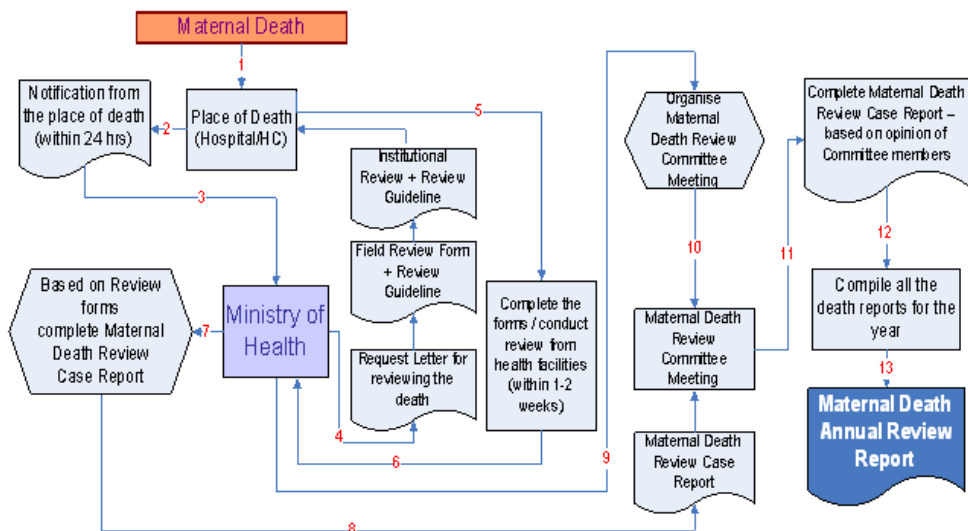 Maternal Death
1
Notification from
the place of death
(within 24 hrs)
2
Place of Death
(Hospital/HC)
5
3
Institutional
Review + Review
Guideline
Field Review Form
+ Review
Guideline
Request Letter for
reviewing the
death
4
Ministry of
Health
7
Based on Review
forms
complete Maternal
Death Review
Case Report
Complete the
forms / conduct
review from
health facilities
(within 1-2
weeks)
6
8
9
Organise
Maternal
Death Review
Committee
Meeting
10
Maternal Death
Review
Committee
Meeting
Maternal Death
Review Case
Report
11
Complete Maternal Death
Review Case Report –
based on opinion of
Committee members
12
Compile all the
death reports for the
year
13
Maternal Death
Annual Review
Report